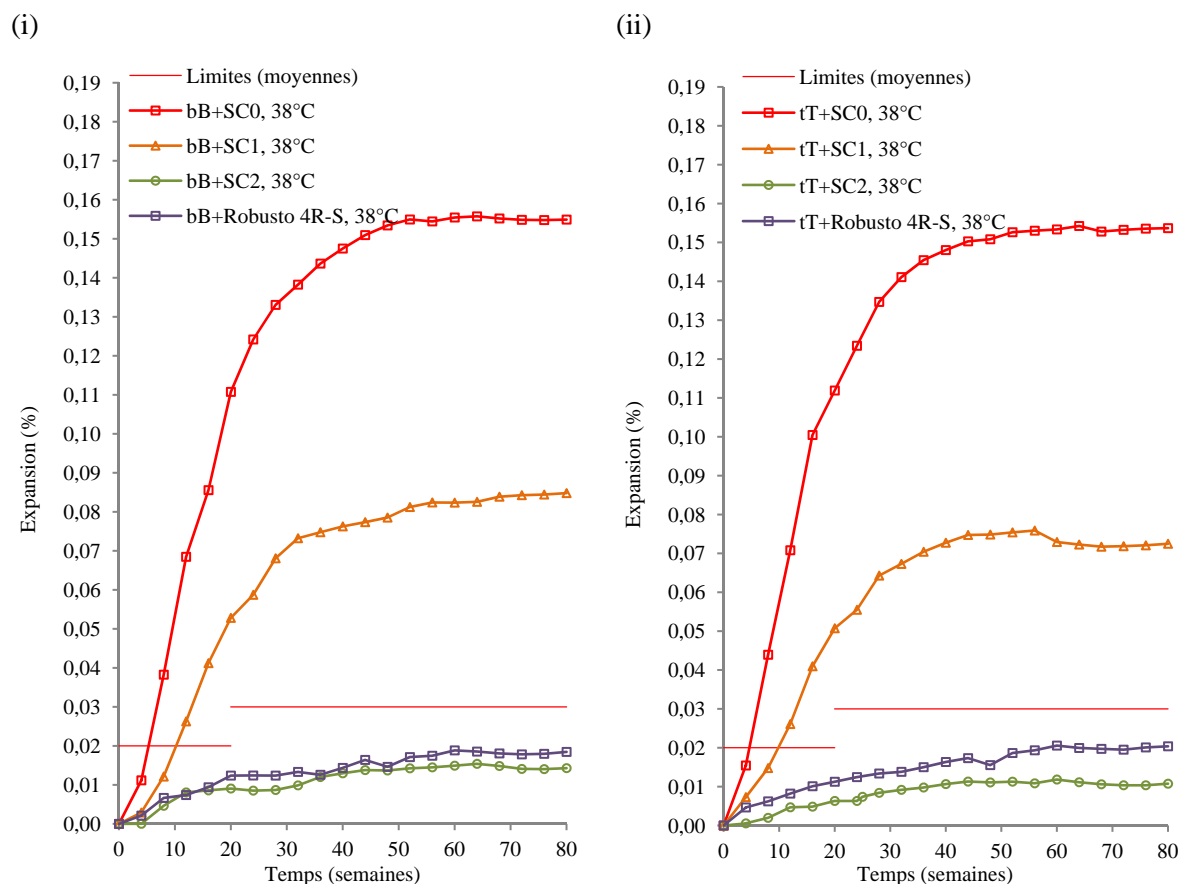 (i)
Limites (moyennes)
bB+SC0, 38°C
bB+SC1, 38°C
bB+SC2, 38°C
bB+Robusto 4R-S, 38°C
0,19
0,18
0,17
0,16
0,15
0,14
0,13
0,12
0,11
0,10
0,09
0,08
0,07
0,06
0,05
0,04
0,03
0,02
0,01
0,00
Expansion (%)
0 10 20 30 40 50 60 70 80
Temps (semaines)
(ii)
Limites (moyennes)
tT+SC0, 38°C
tT+SC1, 38°C
tT+SC2, 38°C
tT+Robusto 4R-S, 38°C
0,19
0,18
0,17
0,16
0,15
0,14
0,13
0,12
0,11
0,10
0,09
0,08
0,07
0,06
0,05
0,04
0,03
0,02
0,01
0,00
Expansion (%)
0 10 20 30 40 50 60 70 80
Temps (semaines)